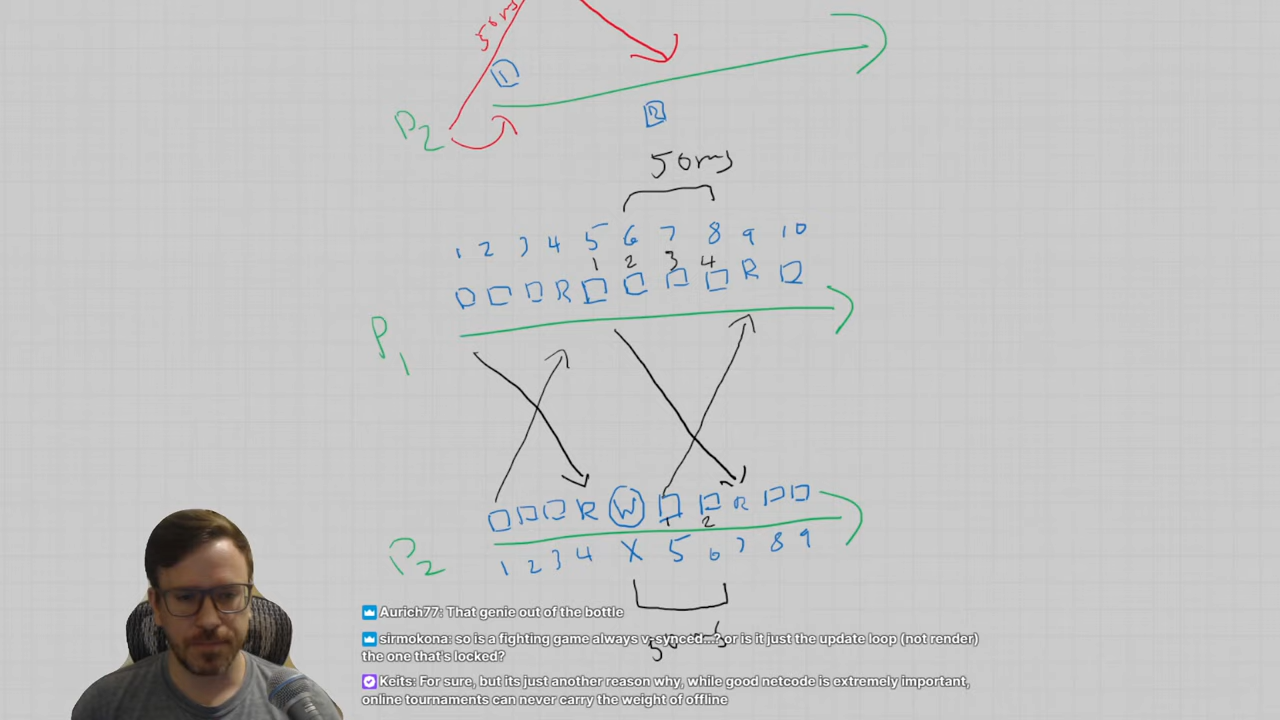 50ms
1
P2
2
50ms
1 2 3 4 5 6 7 8 9 10
1 2 3 4
R R
P1
R W R
1 2
P2
1 2 3 4 X 5 6 7 8 9
Aurich77: That genie out of the bottle
sirmokona: so is a fighting game always v-synced...? or is it just the update loop (not render)
the one that's locked?
50ms
Keits: For sure, but its just another reason why, while good netcode is extremely important,
online tournaments can never carry the weight of offline